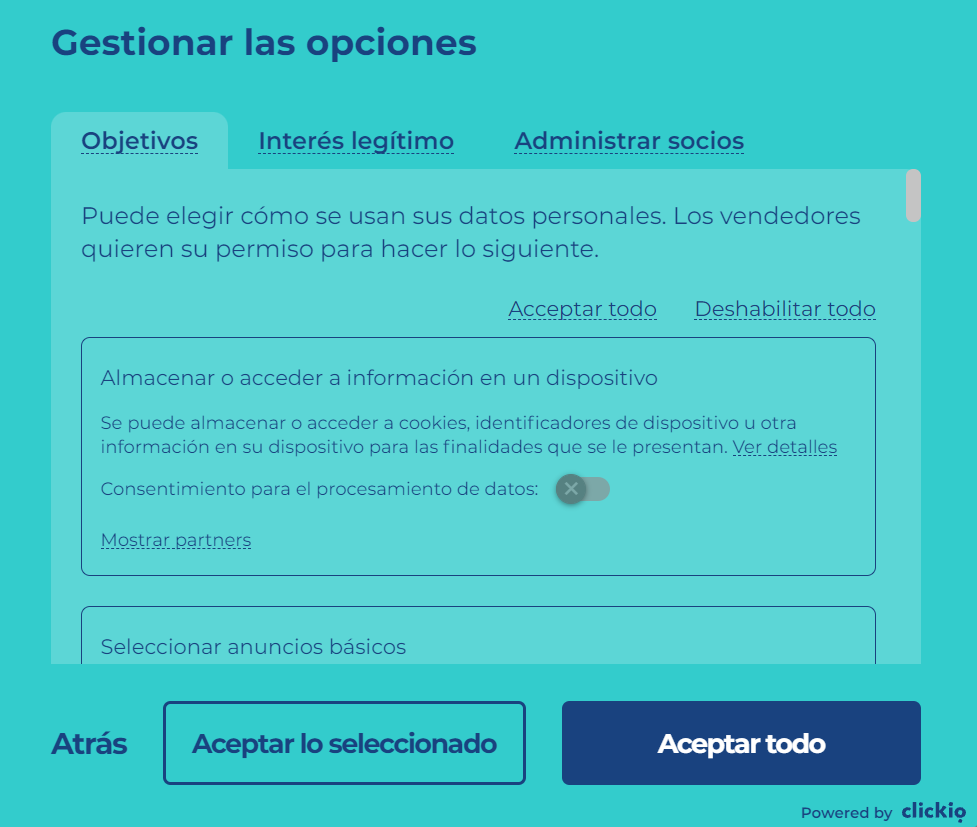 Gestionar las opciones
Objetivos
Interés legítimo
Administrar socios
Puede elegir cómo se usan sus datos personales. Los vendedores
quieren su permiso para hacer lo siguiente.
Acceptar todo
Deshabilitar todo
Almacenar o acceder a información en un dispositivo
Se puede almacenar o acceder a cookies, identificadores de dispositivo u otra
información en su dispositivo para las finalidades que se le presentan. Ver detalles
Consentimiento para el procesamiento de datos:
Mostrar partners
Seleccionar anuncios básicos
Atrás
Aceptar lo seleccionado
Aceptar todo
Powered by clickio